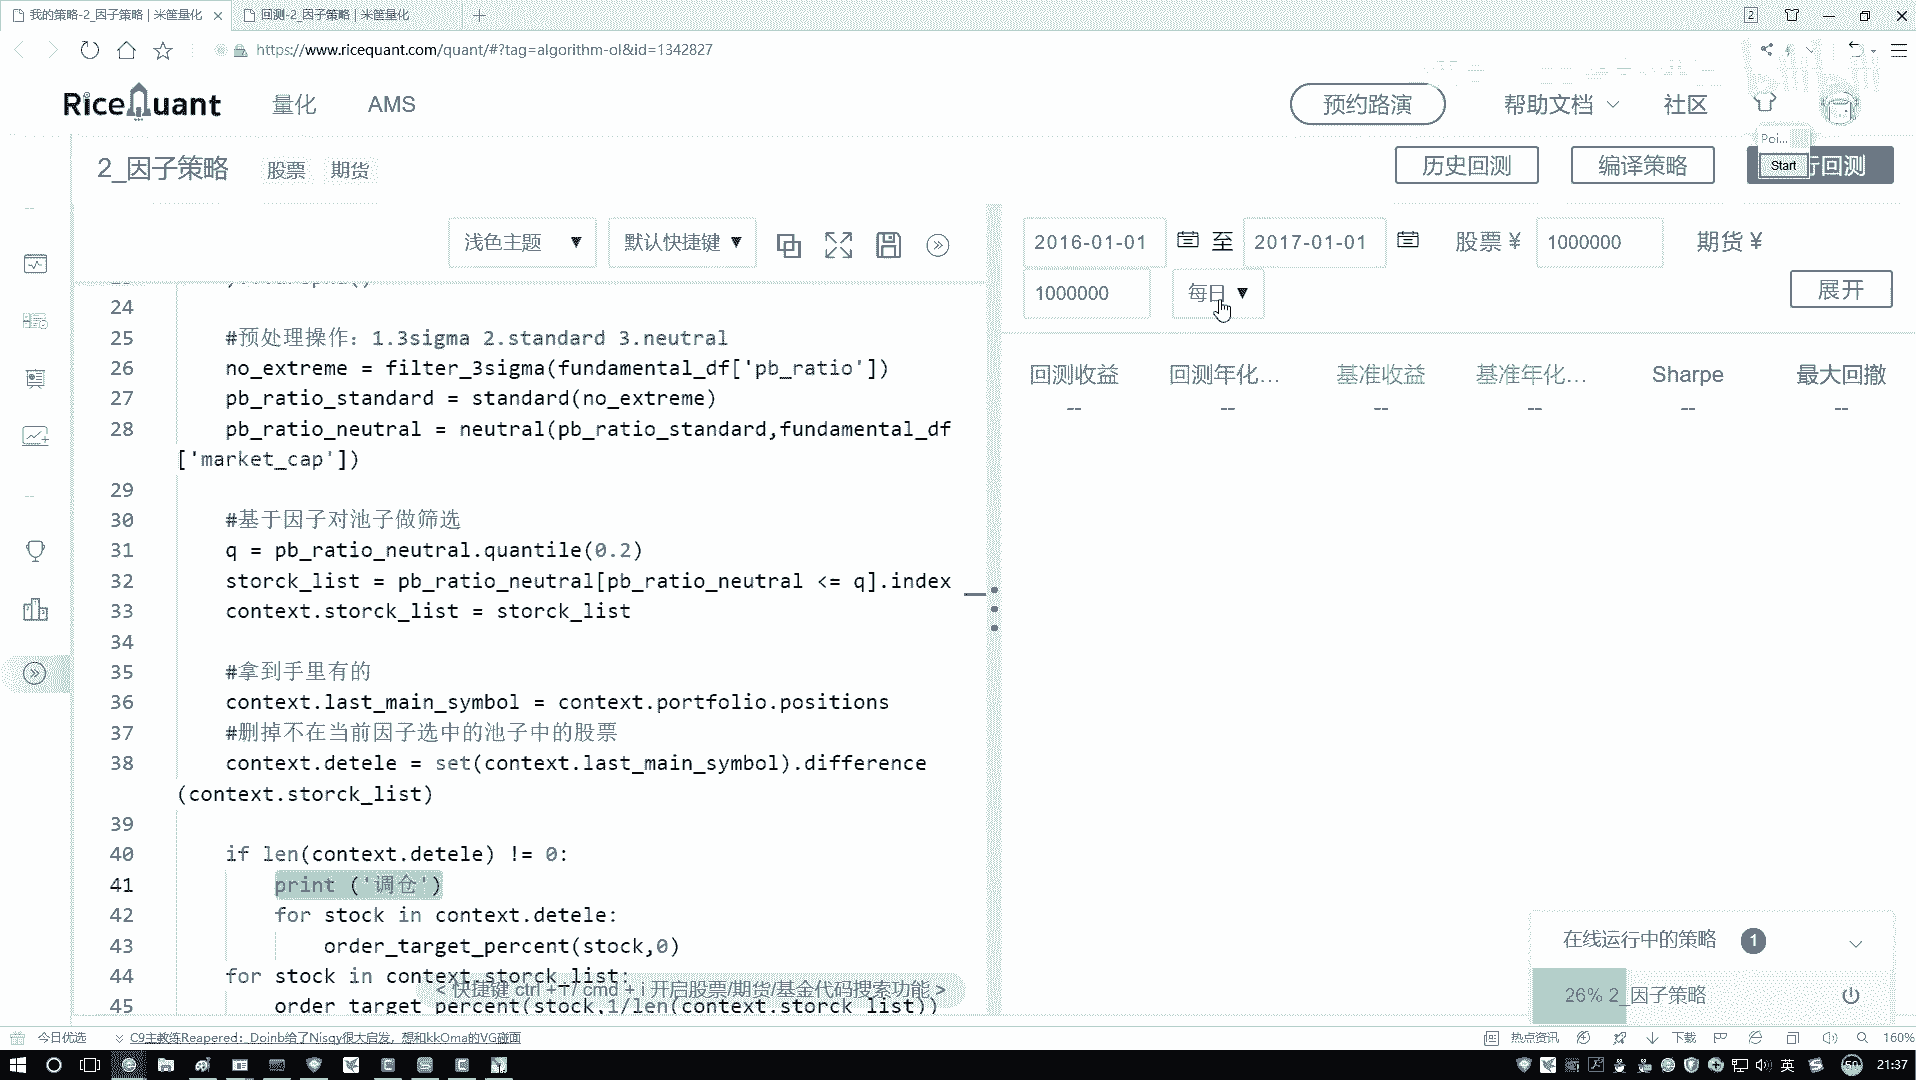 我的策略-2_因子策略 | 米筐量化
回测-2_因子策略 | 米筐量化
2
https://www.ricequant.com/quant/#?tag=algorithm-ol&id=1342827
RiceQuant 量化 AMS 预约路演 帮助文档 社区
Poi...
2_因子策略 股票 期货 历史回测 编译策略 Start 行回测
浅色主题 ▼ 默认快捷键 ▼
2016-01-01 至 2017-01-01 股票 ¥ 1000000 期货 ¥
1000000 每日 ▼ 展开
回测收益 回测年化... 基准收益 基准年化... Sharpe 最大回撤
-- -- -- -- -- --
24
25 #预处理操作：1.3sigma 2.standard 3.neutral
26 no_extreme = filter_3sigma(fundamental_df['pb_ratio'])
27 pb_ratio_standard = standard(no_extreme)
28 pb_ratio_neutral = neutral(pb_ratio_standard,fundamental_df
['market_cap'])
29
30 #基于因子对池子做筛选
31 q = pb_ratio_neutral.quantile(0.2)
32 storck_list = pb_ratio_neutral[pb_ratio_neutral <= q].index
33 context.storck_list = storck_list
34
35 #拿到手里有的
36 context.last_main_symbol = context.portfolio.positions
37 #删掉不在当前因子选中的池子中的股票
38 context.detele = set(context.last_main_symbol).difference
(context.storck_list)
39
40 if len(context.detele) != 0:
41 print ('调仓')
42 for stock in context.detele:
43 order_target_percent(stock,0)
44 for stock in context.storck_list:
<快捷键 ctrl + i / cmd + i 开启股票/期货/基金代码搜索功能>
45 order_target_percent(stock,1/len(context.storck_list))
在线运行中的策略 1
26% 2_因子策略
今日优选 C9主教练Reapered：Doinb给了Nisqy很大启发，想和kkOma的VG碰面
热点资讯 下载 160%
英 50 21:37